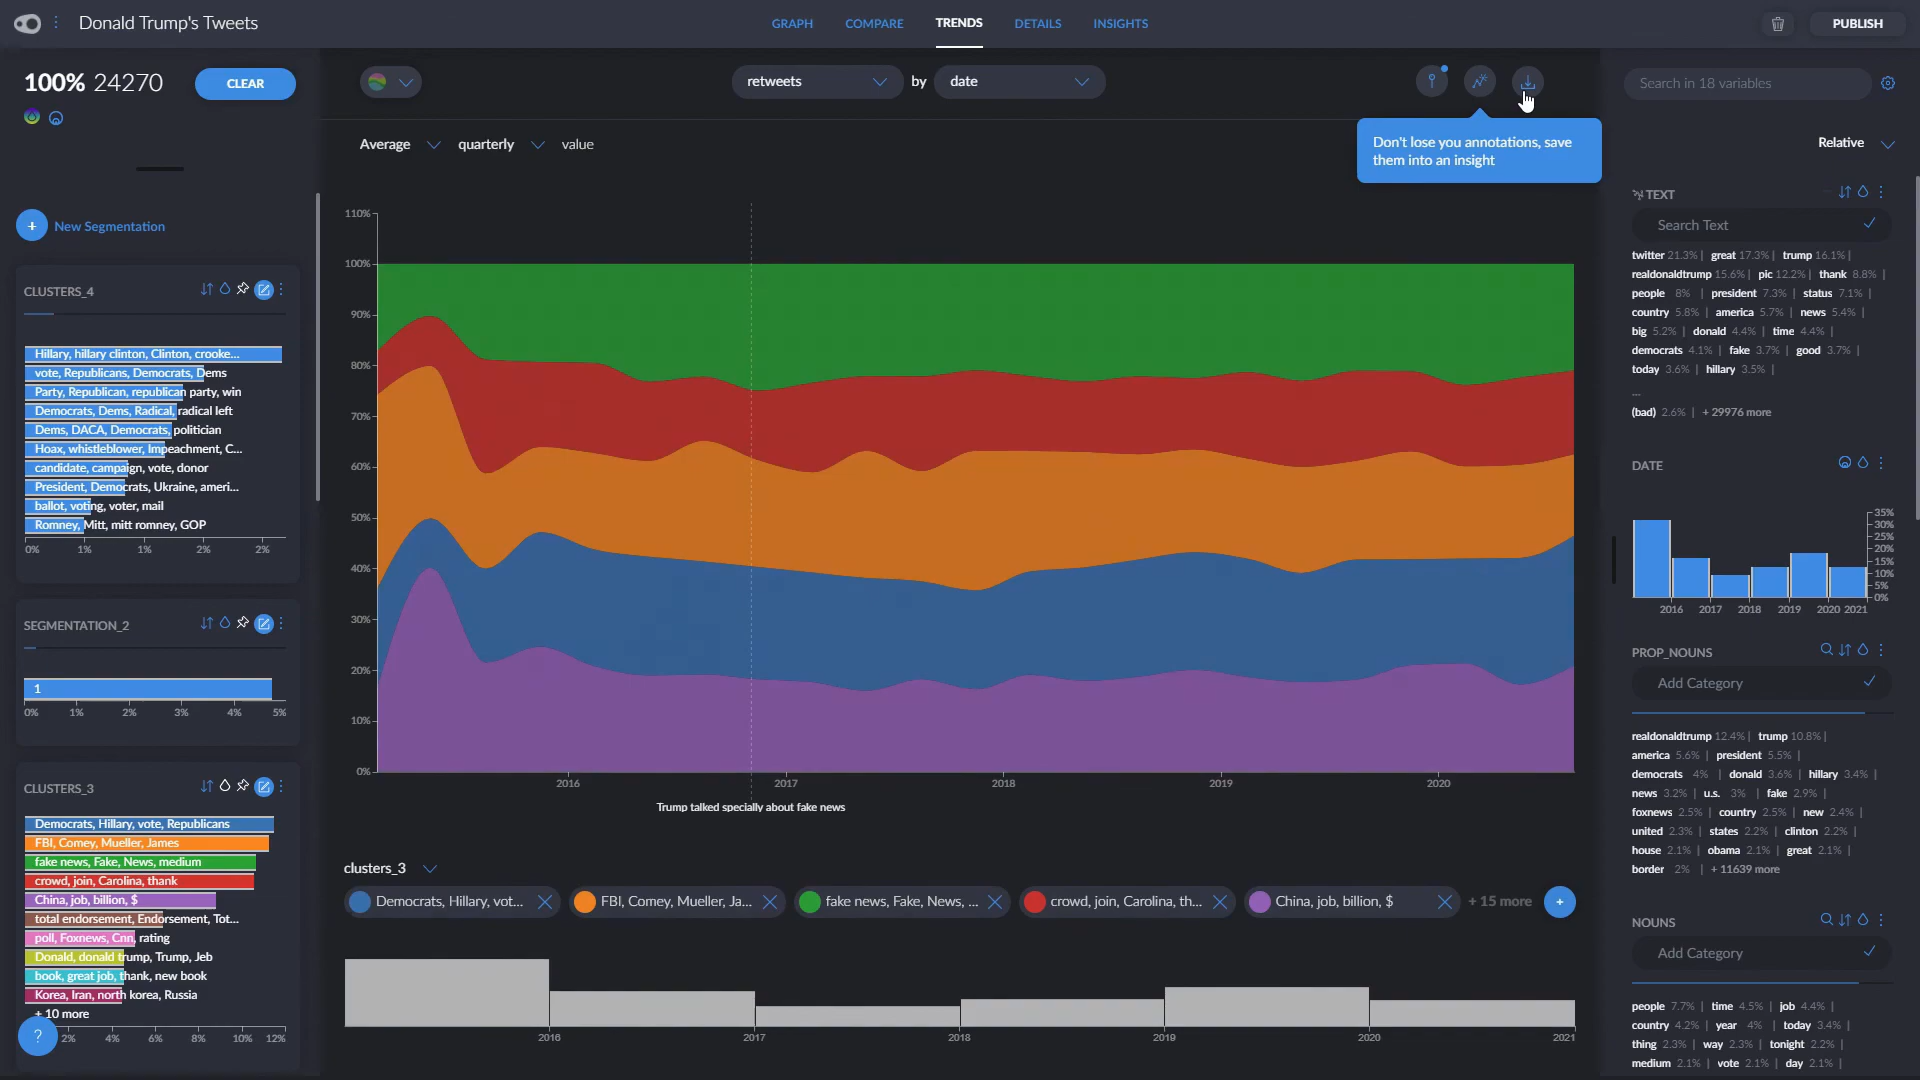 Donald Trump's Tweets
GRAPH
COMPARE
TRENDS
DETAILS
INSIGHTS
PUBLISH
100% 24270
CLEAR
retweets
by
date
Search in 18 variables
Don't lose you annotations, save
them into an insight
Average
quarterly
value
Relative
New Segmentation
CLUSTERS_4
Hillary, hillary clinton, Clinton, crooke...
vote, Republicans, Democrats, Dems
Party, Republican, republican party, win
Democrats, Dems, Radical, radical left
Dems, DACA, Democrats, politician
Hoax, whistleblower, Impeachment, C...
candidate, campaign, vote, donor
President, Democrats, Ukraine, ameri...
ballot, voting, voter, mail
Romney, Mitt, mitt romney, GOP
0% 1% 1% 2% 2%
SEGMENTATION_2
1
0% 1% 2% 3% 4% 5%
CLUSTERS_3
Democrats, Hillary, vote, Republicans
FBI, Comey, Mueller, James
fake news, Fake, News, medium
crowd, join, Carolina, thank
China, job, billion, $
total endorsement, Endorsement, Tot...
poll, Foxnews, Cnn, rating
Donald, donald trump, Trump, Jeb
book, great job, thank, new book
Korea, Iran, north korea, Russia
+ 10 more
?
2% 4% 6% 8% 10% 12%
110%
100%
90%
80%
70%
60%
50%
40%
30%
20%
10%
0%
2016 2017 2018 2019 2020
Trump talked specially about fake news
clusters_3
Democrats, Hillary, vot...
FBI, Comey, Mueller, Ja...
fake news, Fake, News, ...
crowd, join, Carolina, th...
China, job, billion, $
+ 15 more
2016 2017 2018 2019 2020 2021
TEXT
Search Text
twitter 21.3% | great 17.3% | trump 16.1% |
realdonaldtrump 15.6% | pic 12.2% | thank 8.8% |
people 8% | president 7.3% | status 7.1% |
country 5.8% | america 5.7% | news 5.4% |
big 5.2% | donald 4.4% | time 4.4% |
democrats 4.1% | fake 3.7% | good 3.7% |
today 3.6% | hillary 3.5% |
...
(bad) 2.6% | + 29976 more
DATE
35%
30%
25%
20%
15%
10%
5%
0%
2016 2017 2018 2019 2020 2021
PROP_NOUNS
Add Category
realdonaldtrump 12.4% | trump 10.8% |
america 5.6% | president 5.5% |
democrats 4% | donald 3.6% | hillary 3.4% |
news 3.2% | u.s. 3% | fake 2.9% |
foxnews 2.5% | country 2.5% | new 2.4% |
united 2.3% | states 2.2% | clinton 2.2% |
house 2.1% | obama 2.1% | great 2.1% |
border 2% | + 11639 more
NOUNS
Add Category
people 7.7% | time 4.5% | job 4.4% |
country 4.2% | year 4% | today 3.4% |
thing 2.3% | way 2.3% | tonight 2.2% |
medium 2.1% | vote 2.1% | day 2.1% |